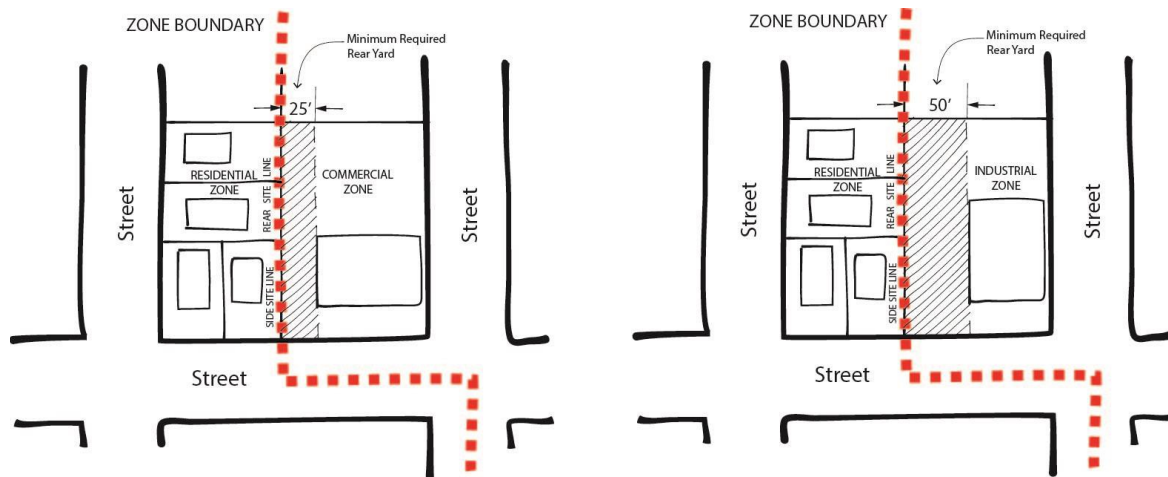 ZONE BOUNDARY
Minimum Required
Rear Yard
25'
RESIDENTIAL
ZONE
COMMERCIAL
ZONE
REAR SITE LINE
SIDE SITE LINE
Street
Street
Street
ZONE BOUNDARY
Minimum Required
Rear Yard
50'
RESIDENTIAL
ZONE
INDUSTRIAL
ZONE
REAR SITE LINE
SIDE SITE LINE
Street
Street
Street